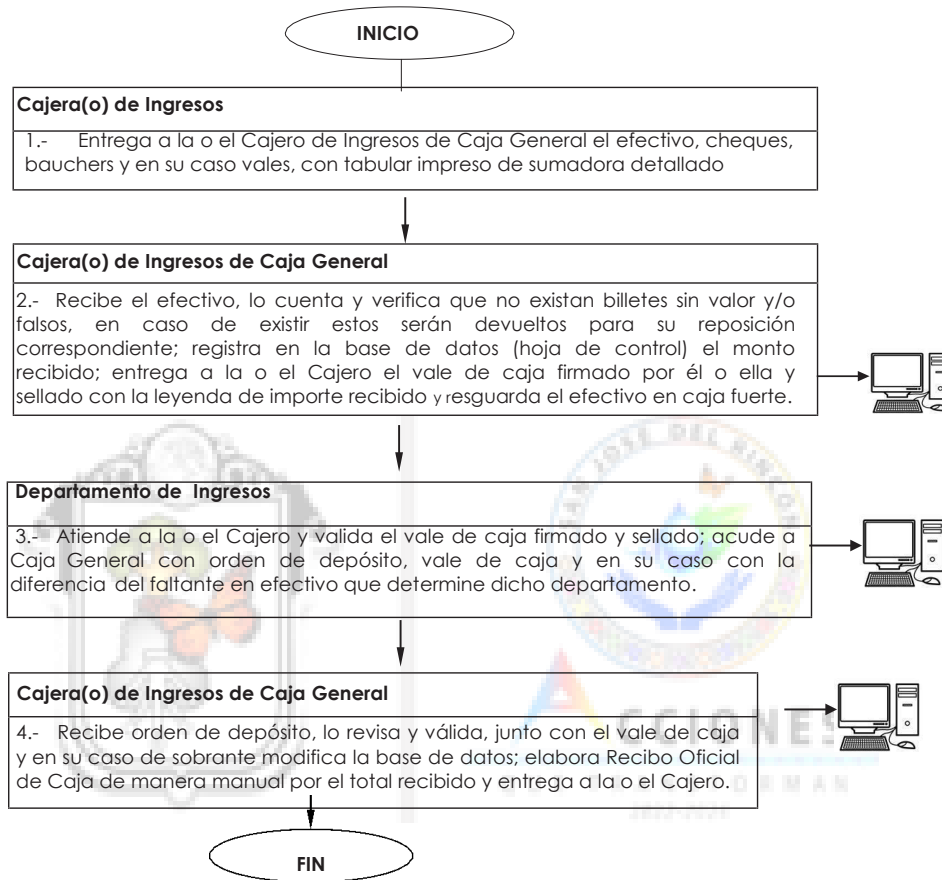 INICIO
Cajera(o) de Ingresos
1.- Entrega a la o el Cajero de Ingresos de Caja General el efectivo, cheques,
bauchers y en su caso vales, con tabular impreso de sumadora detallado
Cajera(o) de Ingresos de Caja General
2.- Recibe el efectivo, lo cuenta y verifica que no existan billetes sin valor y/o
falsos, en caso de existir estos serán devueltos para su reposición
correspondiente; registra en la base de datos (hoja de control) el monto
recibido; entrega a la o el Cajero el vale de caja firmado por él o ella y
sellado con la leyenda de importe recibido y resguarda el efectivo en caja fuerte.
SAN JOSÉ DEL RINCÓN
Departamento de Ingresos
3.- Atiende a la o el Cajero y valida el vale de caja firmado y sellado; acude a
Caja General con orden de depósito, vale de caja y en su caso con la
diferencia del faltante en efectivo que determine dicho departamento.
Cajera(o) de Ingresos de Caja General
ACCIONES
4.- Recibe orden de depósito, lo revisa y válida, junto con el vale de caja
y en su caso de sobrante modifica la base de datos; elabora Recibo Oficial
de Caja de manera manual por el total recibido y entrega a la o el Cajero.
FIN